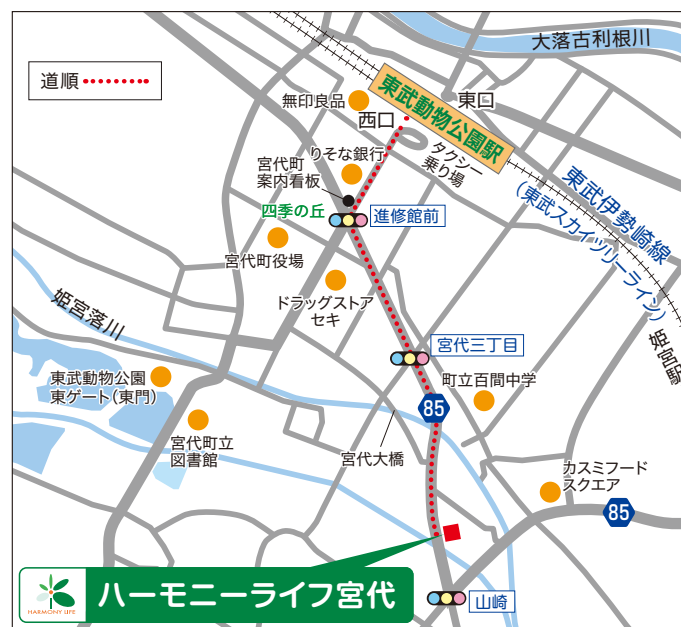 大落古利根川
道順
無印良品
東武動物公園駅
東口
西口
タクシー
乗り場
りそな銀行
宮代町
案内看板
四季の丘
進修館前
東武伊勢崎線
(東武スカイツリーライン)
姫宮駅
宮代町役場
ドラッグストア
セキ
姫宮落川
宮代三丁目
東武動物公園
東ゲート(東門)
町立百間中学
85
宮代町立
図書館
宮代大橋
カスミフード
スクエア
85
HARMONY LIFE
ハーモニーライフ宮代
山崎